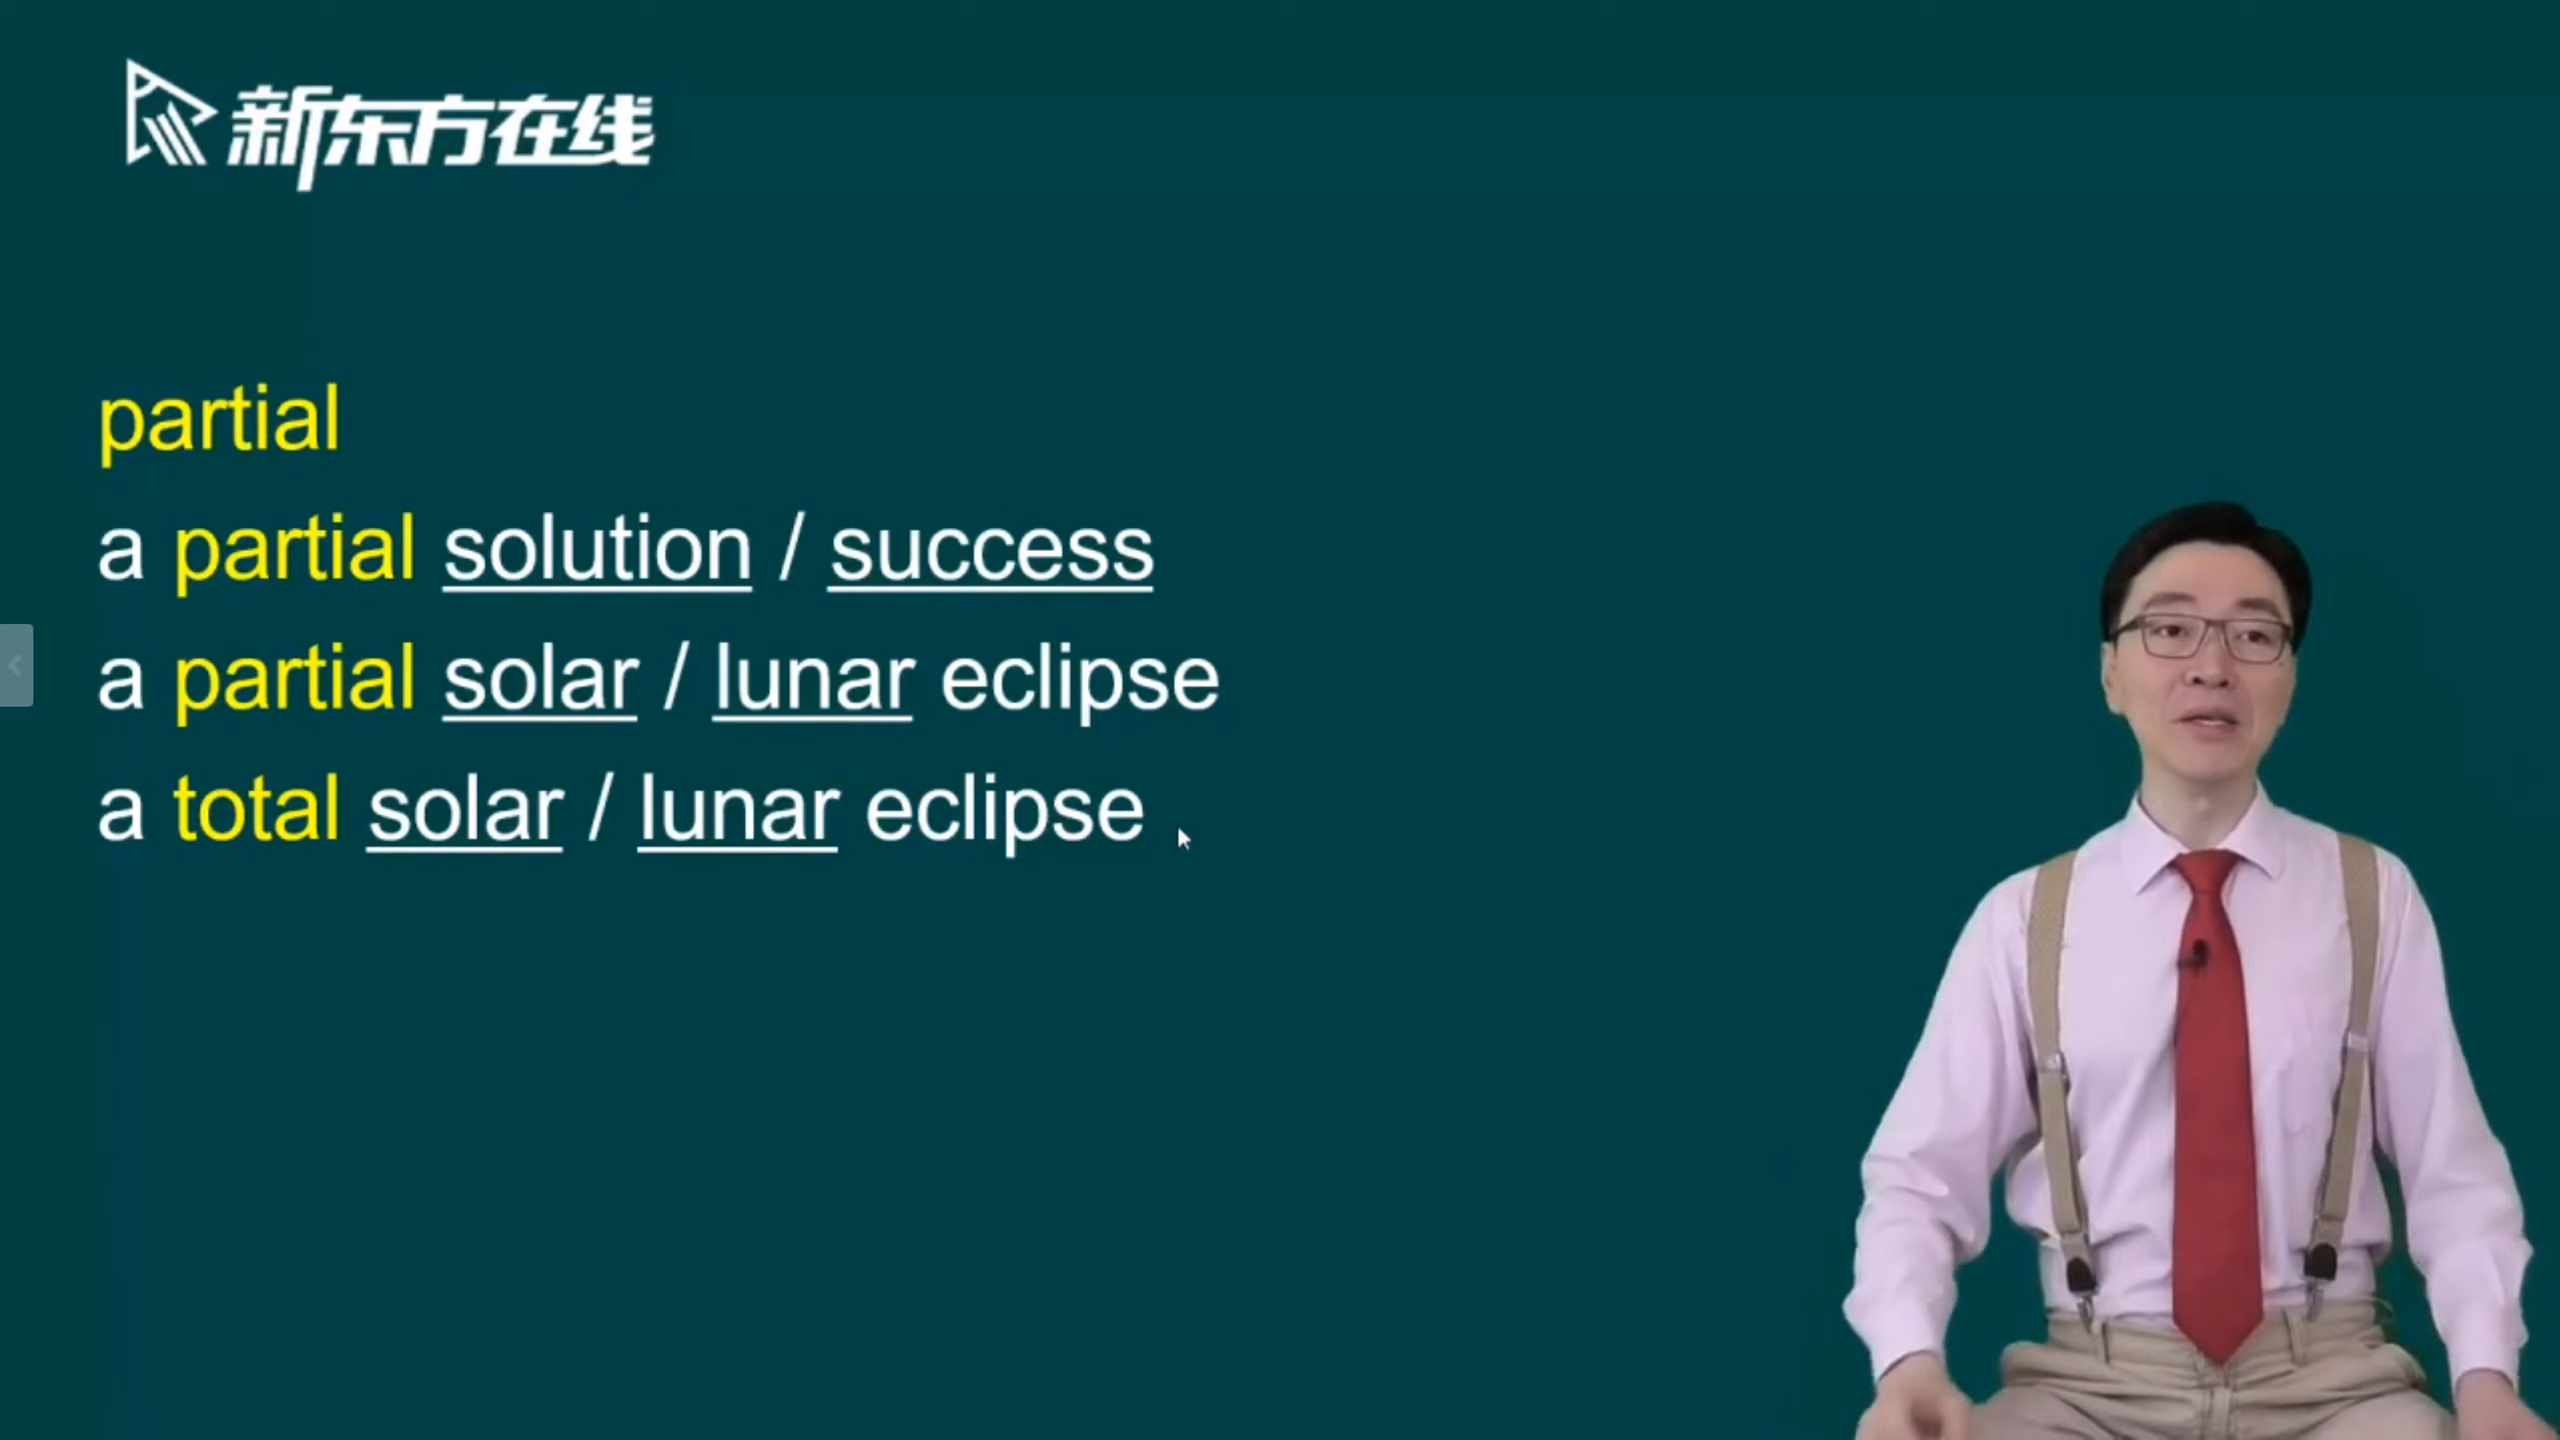 新东方在线
partial
a partial solution / success
a partial solar / lunar eclipse
a total solar / lunar eclipse